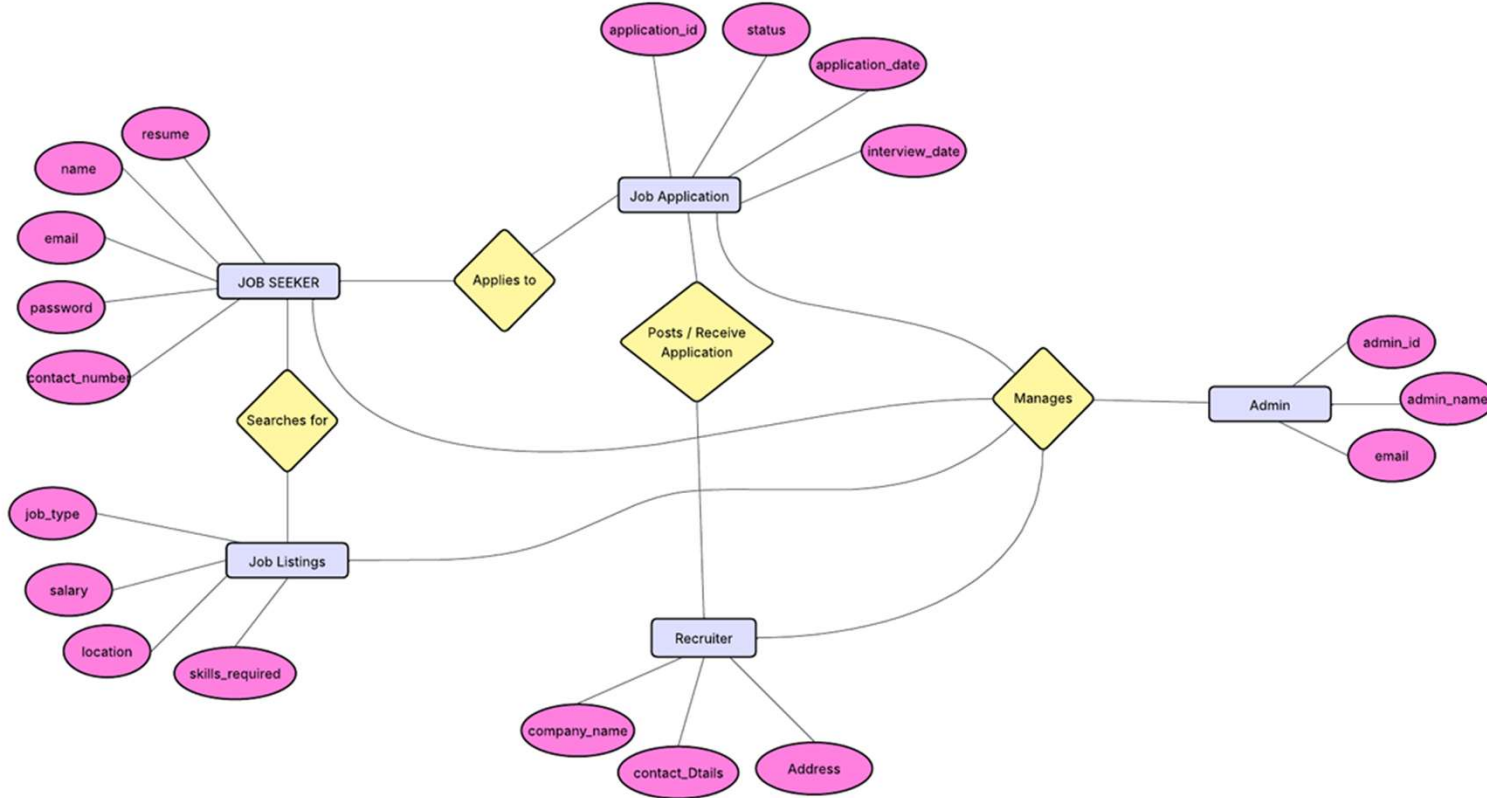 application_id
status
application_date
interview_date
resume
name
email
password
contact_number
Job Application
JOB SEEKER
Applies to
Posts / Receive
Application
Searches for
Manages
admin_id
admin_name
email
Admin
job_type
salary
location
skills_required
Job Listings
Recruiter
company_name
contact_Dtails
Address